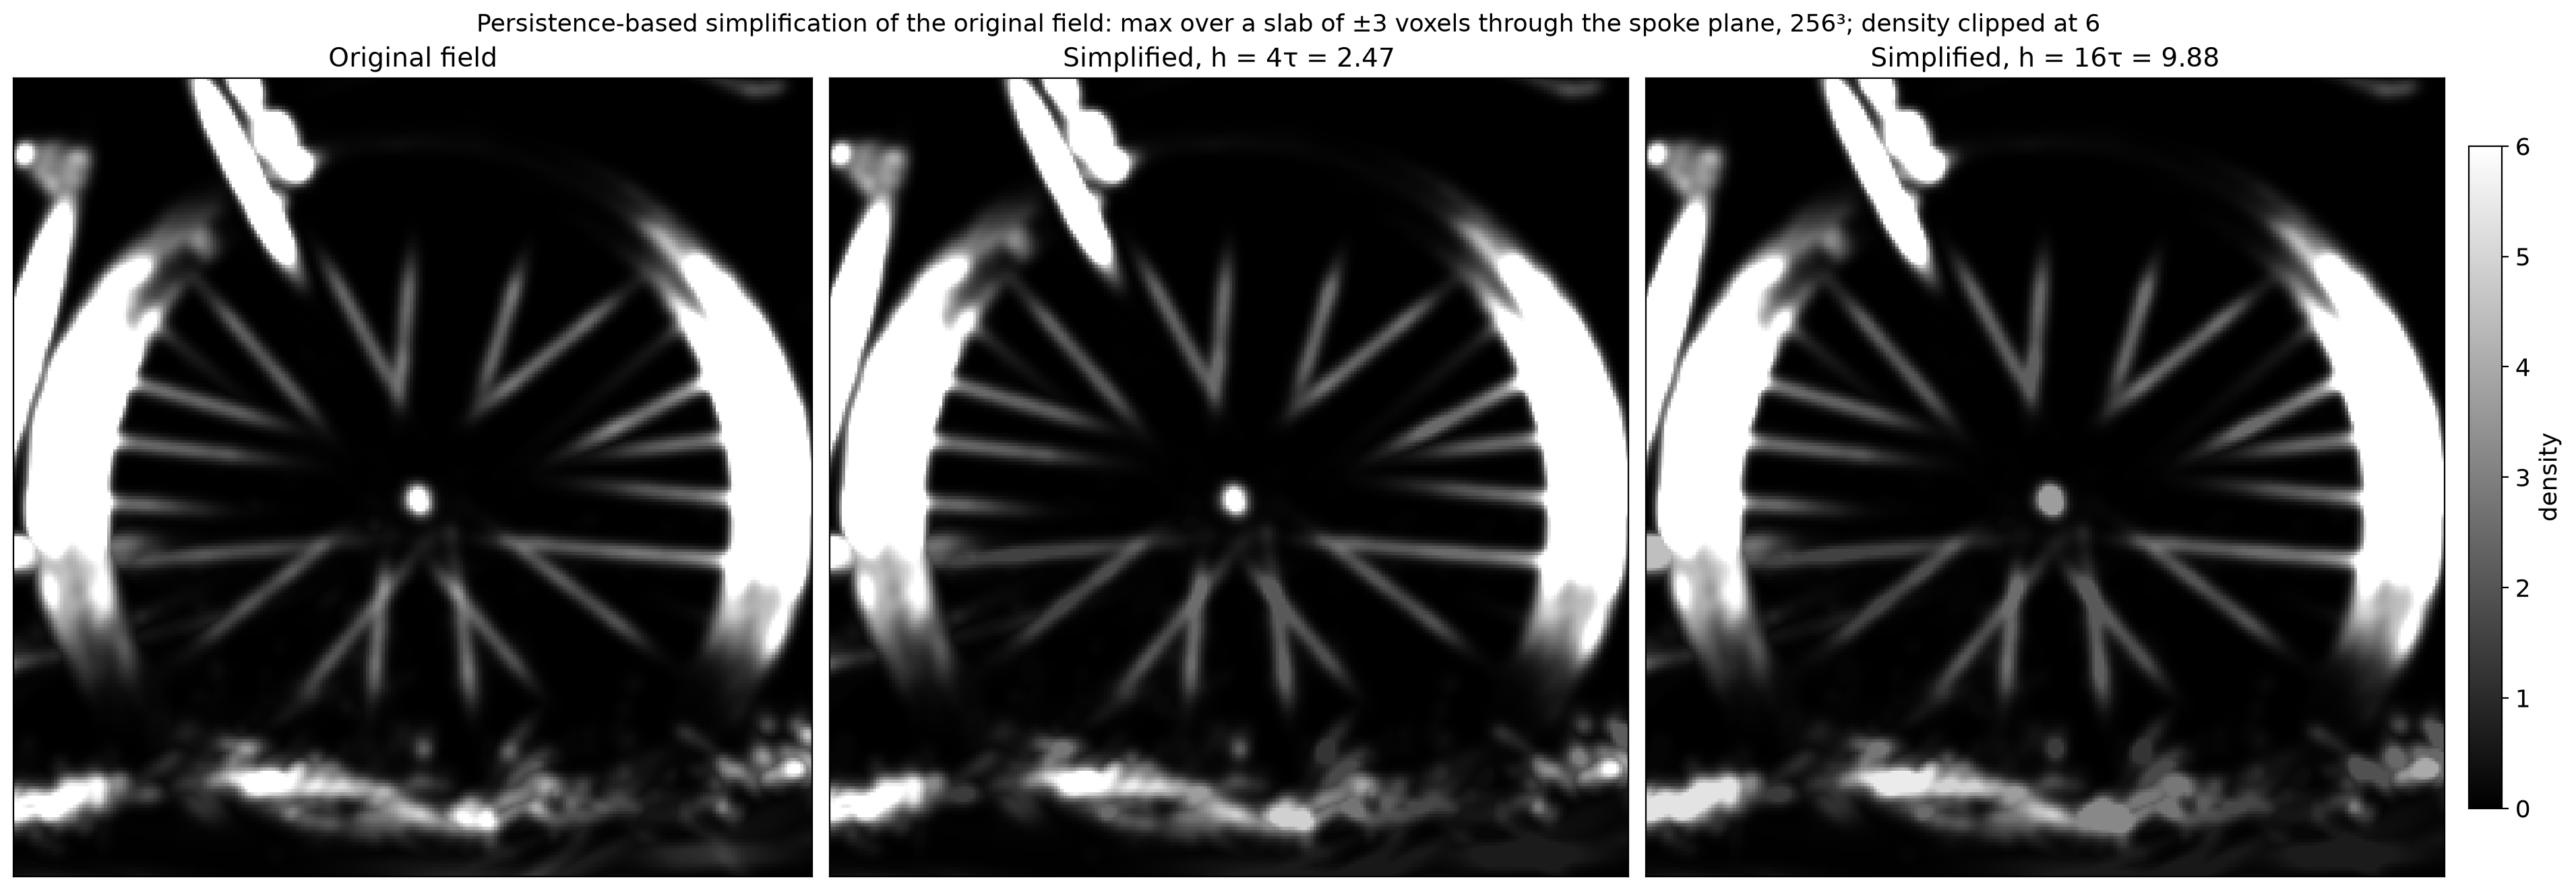 Persistence-based simplification of the original field: max over a slab of ±3 voxels through the spoke plane, 256³; density clipped at 6
Original field
Simplified, h = 4τ = 2.47
Simplified, h = 16τ = 9.88
6
5
4
3
2
1
0
density